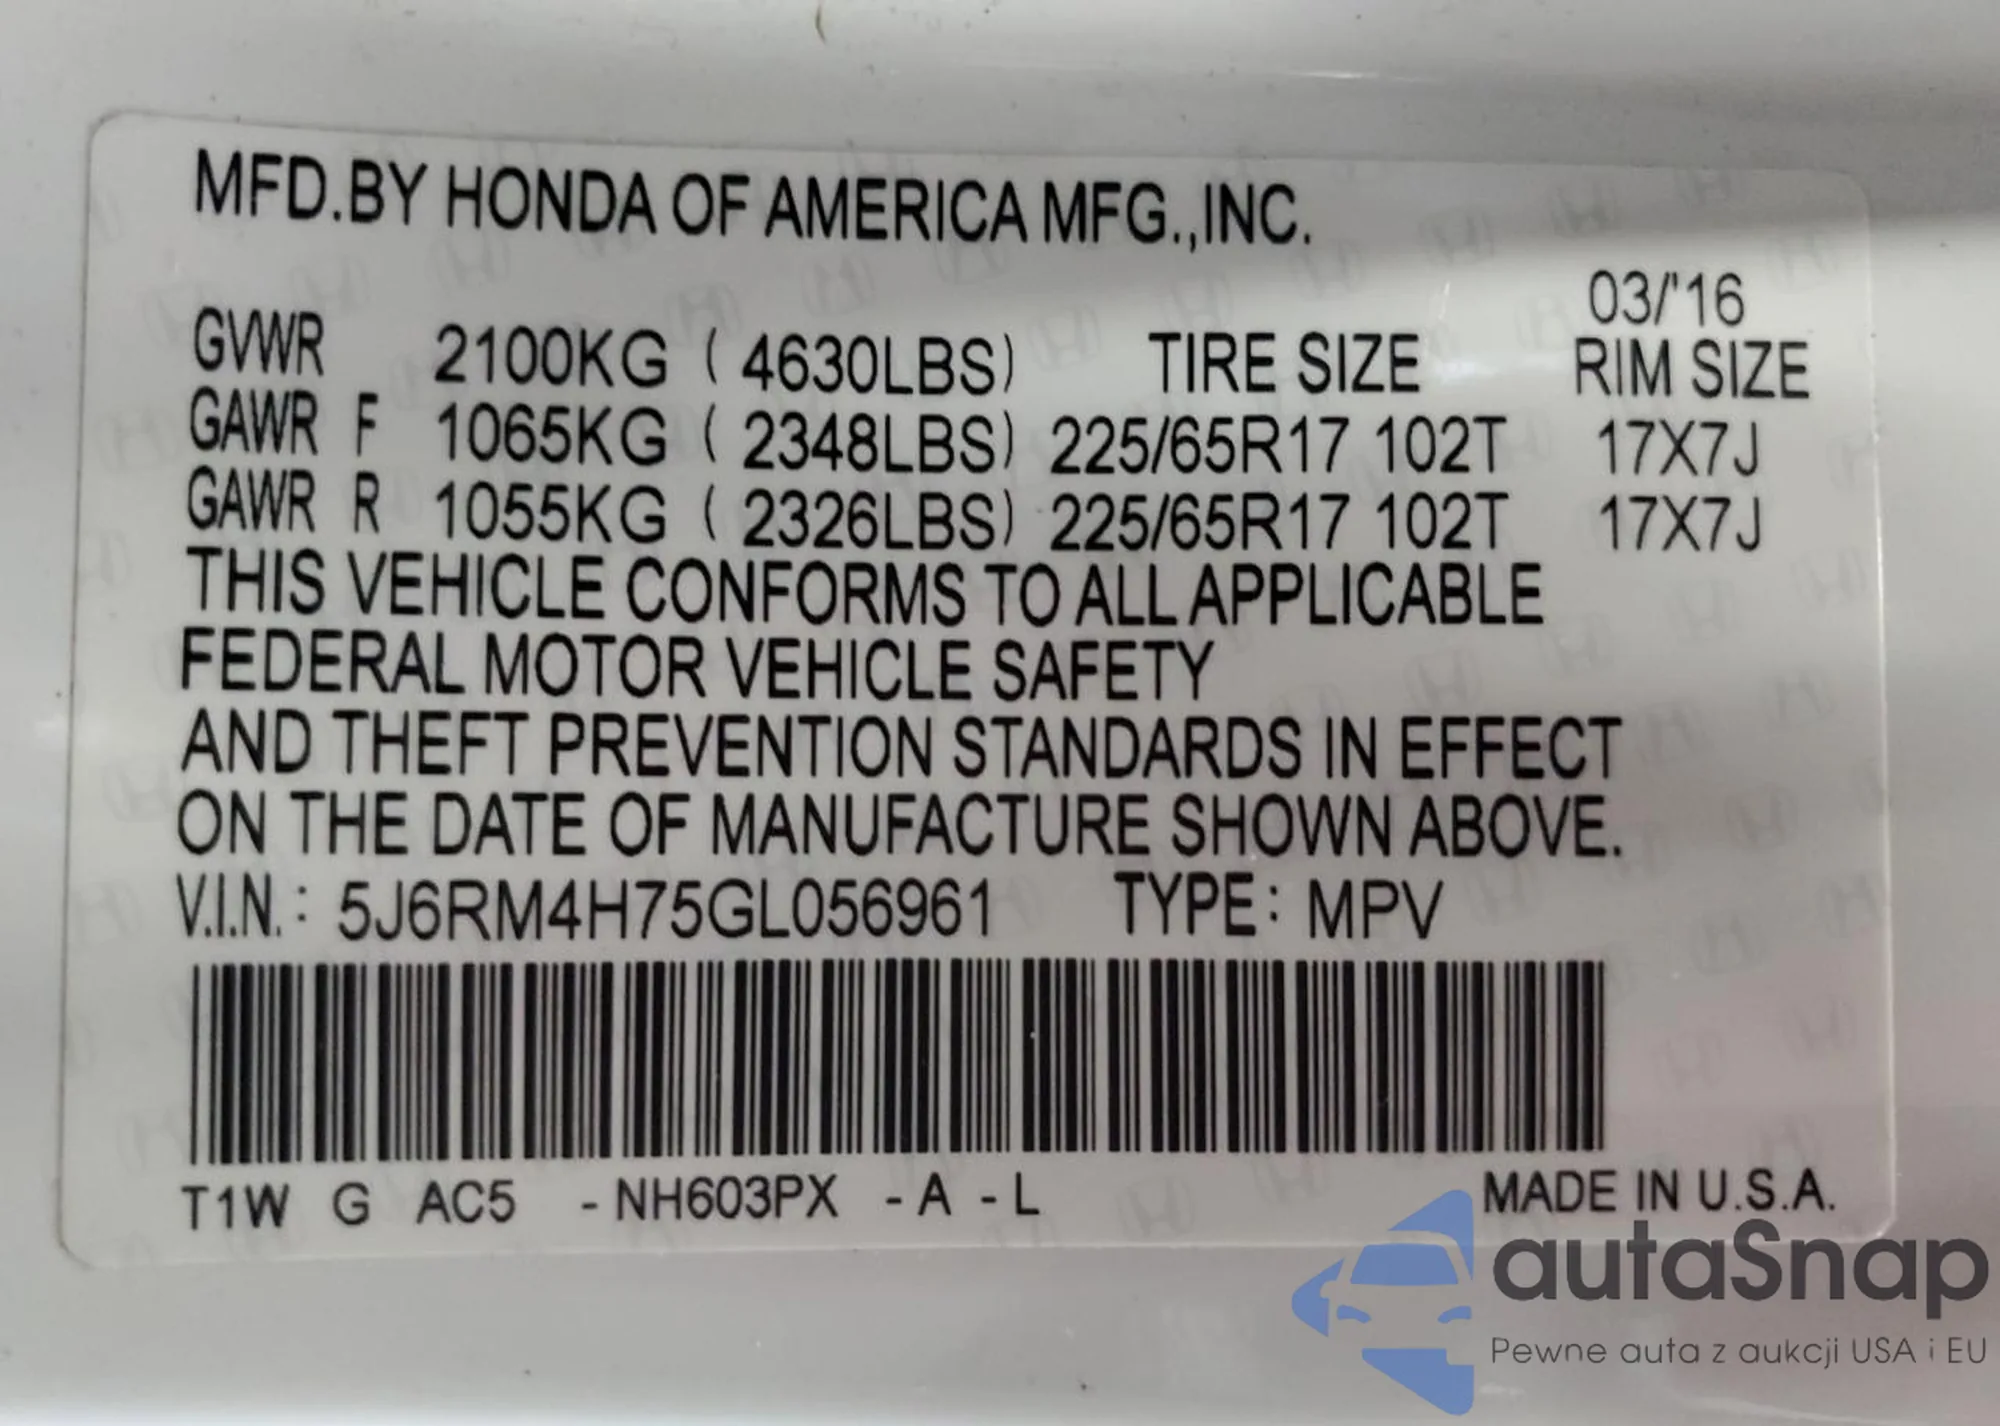 MFD.BY HONDA OF AMERICA MFG.,INC.
03/'16
GVWR 2100KG ( 4630LBS) TIRE SIZE RIM SIZE
GAWR F 1065KG ( 2348LBS) 225/65R17 102T 17X7J
GAWR R 1055KG ( 2326LBS) 225/65R17 102T 17X7J
THIS VEHICLE CONFORMS TO ALL APPLICABLE
FEDERAL MOTOR VEHICLE SAFETY
AND THEFT PREVENTION STANDARDS IN EFFECT
ON THE DATE OF MANUFACTURE SHOWN ABOVE.
V.I.N.: 5J6RM4H75GL056961 TYPE: MPV
T1W G AC5 -NH603PX -A -L MADE IN U.S.A.
autaSnap
Pewne auta z aukcji USA i EU